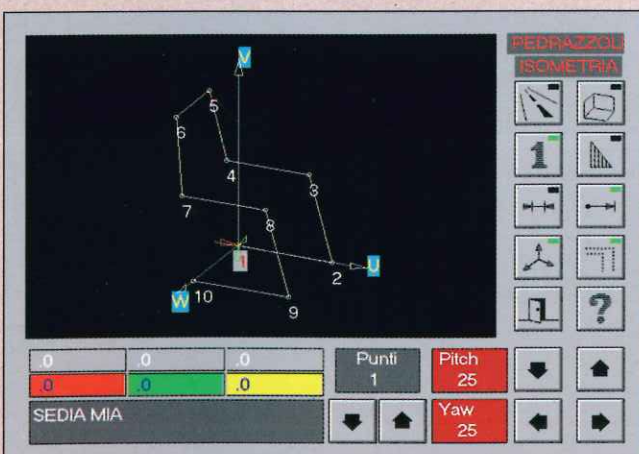 PEDRAZZOLI
ISOMETRIA
V
5
6
4
3
7
8
1
2
U
W
10
9
1
?
.0 .0 .0
.0 .0 .0
Punti
1
Pitch
25
SEDIA MIA
Yaw
25